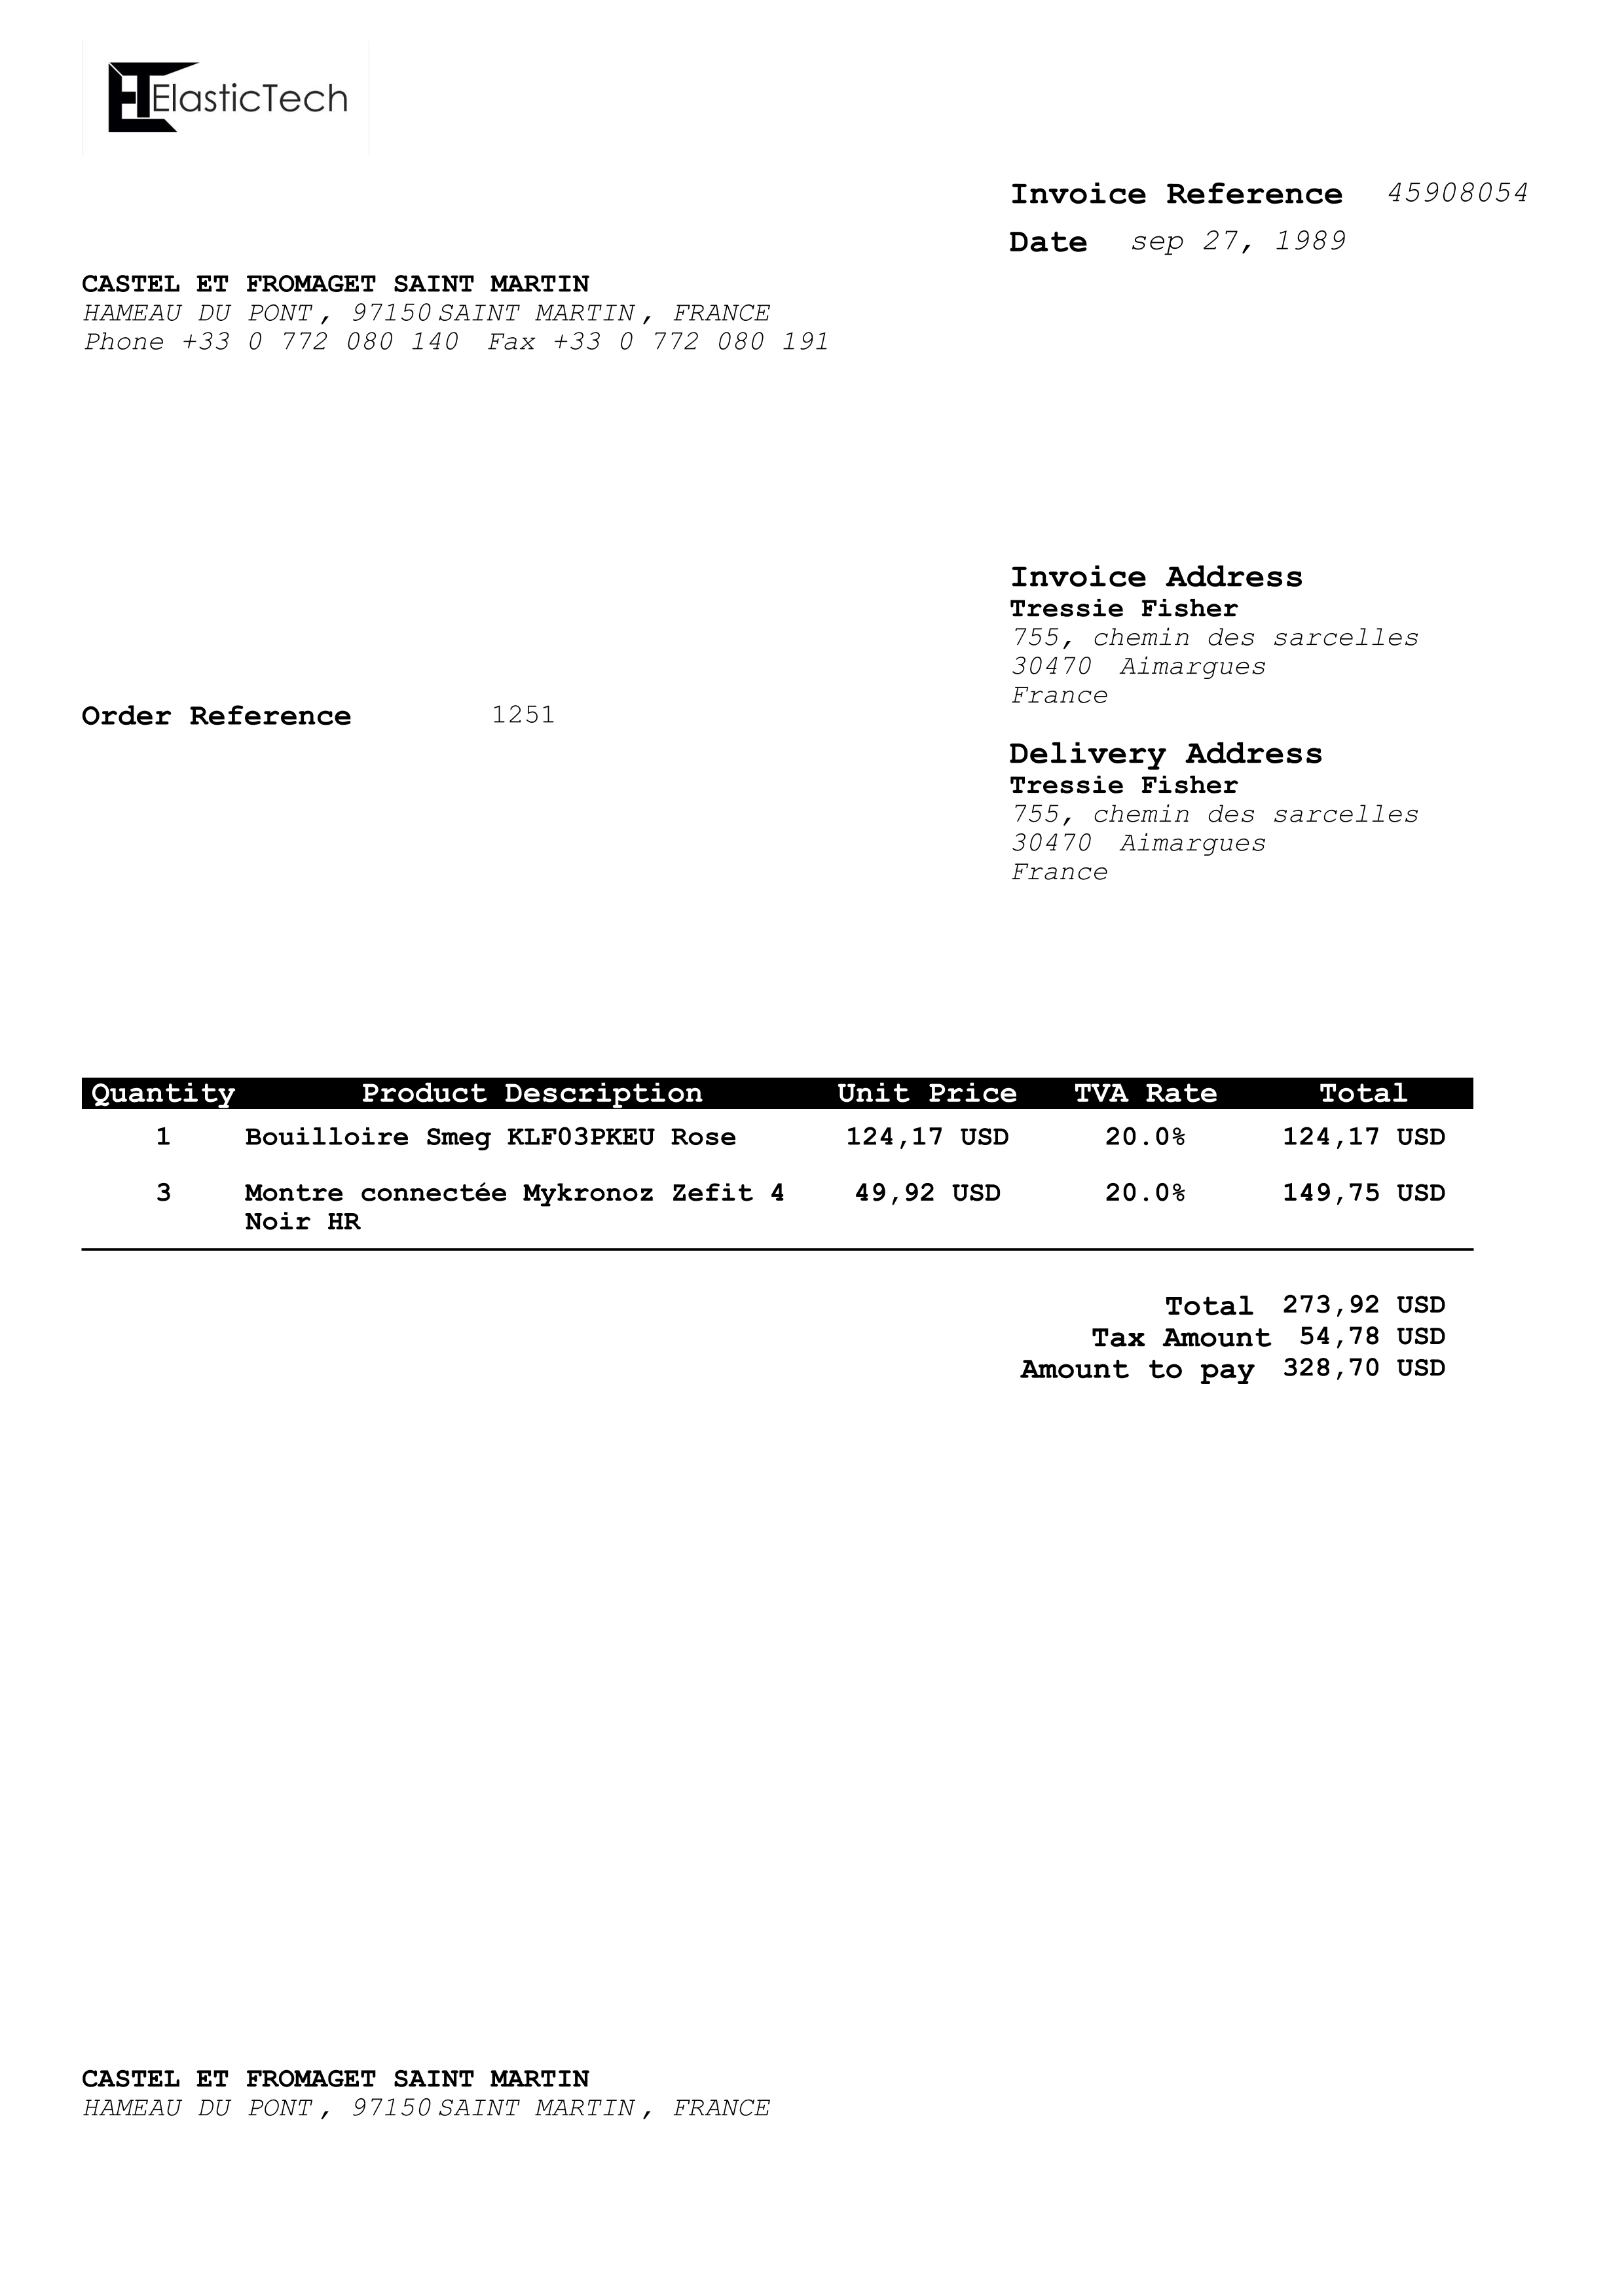 ElasticTech
Invoice Reference 45908054
Date sep 27, 1989
CASTEL ET FROMAGET SAINT MARTIN
HAMEAU DU PONT, 97150 SAINT MARTIN, FRANCE
Phone +33 0 772 080 140 Fax +33 0 772 080 191
Invoice Address
Tressie Fisher
755, chemin des sarcelles
30470 Aimargues
France
Order Reference 1251
Delivery Address
Tressie Fisher
755, chemin des sarcelles
30470 Aimargues
France
Quantity Product Description Unit Price TVA Rate Total
1 Bouilloire Smeg KLF03PKEU Rose 124,17 USD 20.0% 124,17 USD
3 Montre connectée Mykronoz Zefit 4 49,92 USD 20.0% 149,75 USD
Noir HR
Total 273,92 USD
Tax Amount 54,78 USD
Amount to pay 328,70 USD
CASTEL ET FROMAGET SAINT MARTIN
HAMEAU DU PONT, 97150 SAINT MARTIN, FRANCE